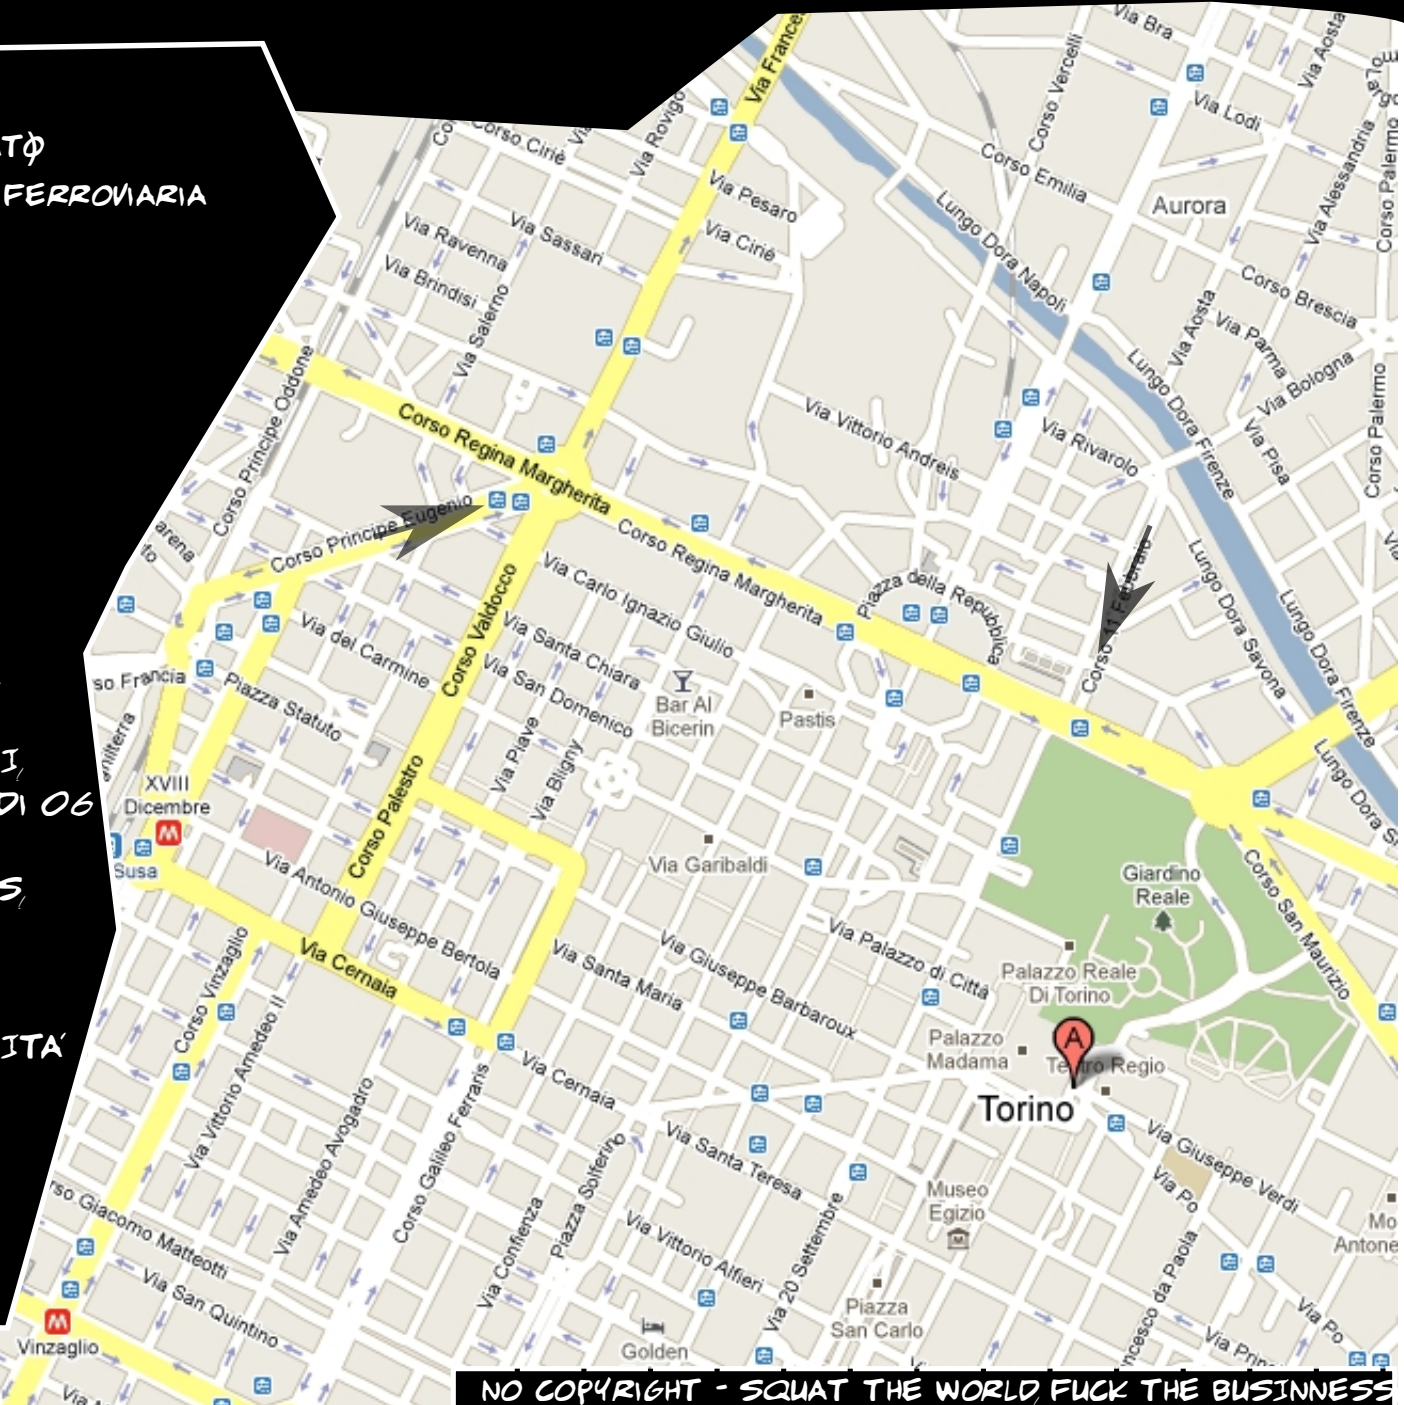 TØ
FERROVIARIA
I,
DI 06
S,
ITA'
Via Bra
Via Aosta
Corso Vercelli
Via Lodi
Via Rovigo
Corso Ciriè
Corso Emilia
Via Alessandria
Corso Palermo
Via Pesaro
Aurora
Lungo Dora Napoli
Via Ravenna
Via Sassari
Via Ciriè
Via Brindisi
Corso Brescia
Via Salerno
Via Aosta
Via Parma
Via Bologna
Corso Principe Oddone
Lungo Dora Firenze
Corso Palermo
Corso Regina Margherita
Via Vittorio Andreis
Via Rivarolo
Via Pisa
Corso Principe Eugenio
Corso Regina Margherita
arena
to
Corso 11 Febbraio
Piazza della Repubblica
Lungo Dora Savona
Lungo Dora Firenze
Via Carlo Ignazio Giulio
Corso Valdocco
Via Santa Chiara
Via del Carmine
Via San Domenico
so Francia
Piazza Statuto
Bar Al
Bicerin
Pastis
Via Piave
Via Bligny
Corso Palestro
XVIII
Dicembre
M
Susa
Via Garibaldi
Giardino
Reale
Corso San Maurizio
Via Antonio Giuseppe Bertola
Via Palazzo di Città
Via Santa Maria
Via Giuseppe Barbaroux
Via Cernaia
Corso Vinzaglio
Palazzo Reale
Di Torino
Via Vittorio Amedeo II
Palazzo
Madama
A
Teatro Regio
Torino
Via Cernaia
Via Amedeo Avogadro
Corso Galileo Ferraris
Via Santa Teresa
Via Giuseppe Verdi
Via Po
Piazza Solferino
Museo
Egizio
rso Giacomo Matteotti
Via Confienza
Via Vittorio Alfieri
Via 20 Settembre
Mo
Antone
Via San Quintino
ncesco da Paola
Piazza
San Carlo
Via Po
M
Vinzaglio
Golden
Via Princ
NO COPYRIGHT - SQUAT THE WORLD, FUCK THE BUSINNESS